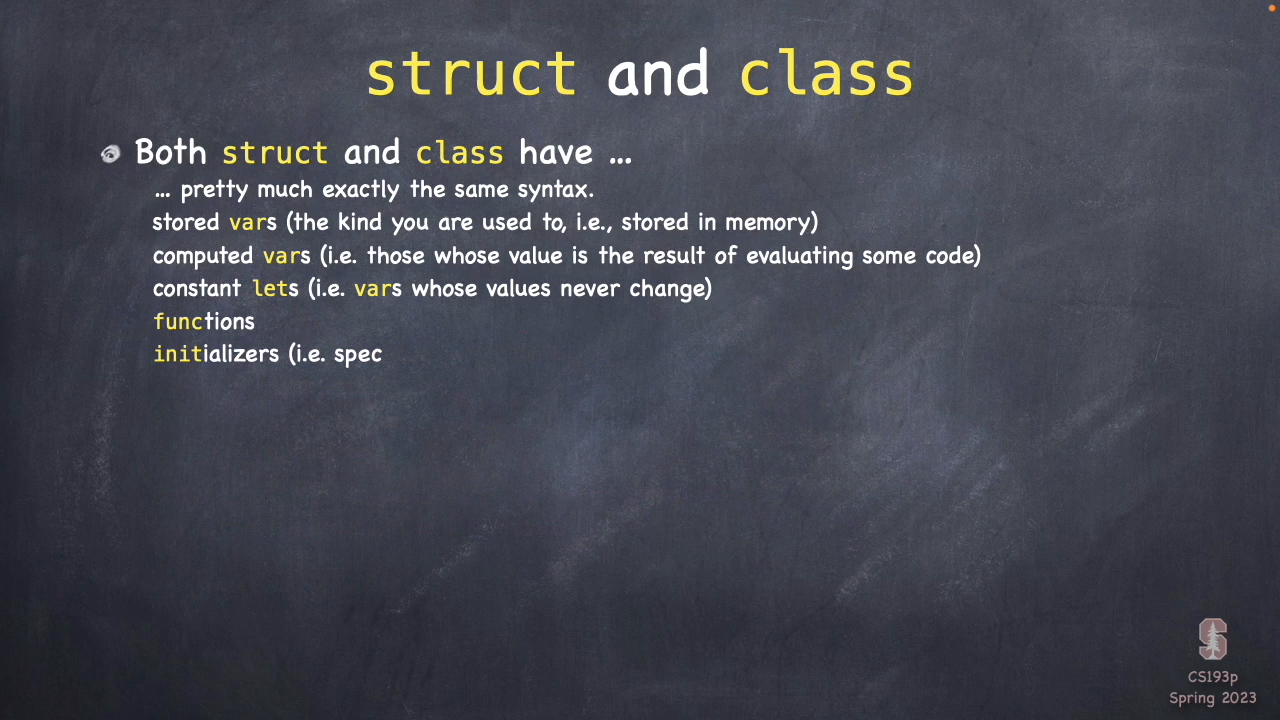 struct and class
Both struct and class have ...
... pretty much exactly the same syntax.
stored vars (the kind you are used to, i.e., stored in memory)
computed vars (i.e. those whose value is the result of evaluating some code)
constant lets (i.e. vars whose values never change)
functions
initializers (i.e. spec
S
CS193p
Spring 2023